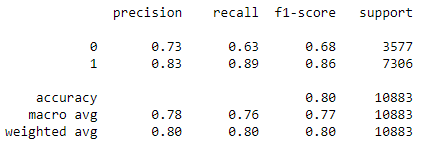 precision recall f1-score support
0 0.73 0.63 0.68 3577
1 0.83 0.89 0.86 7306
accuracy 0.80 10883
macro avg 0.78 0.76 0.77 10883
weighted avg 0.80 0.80 0.80 10883